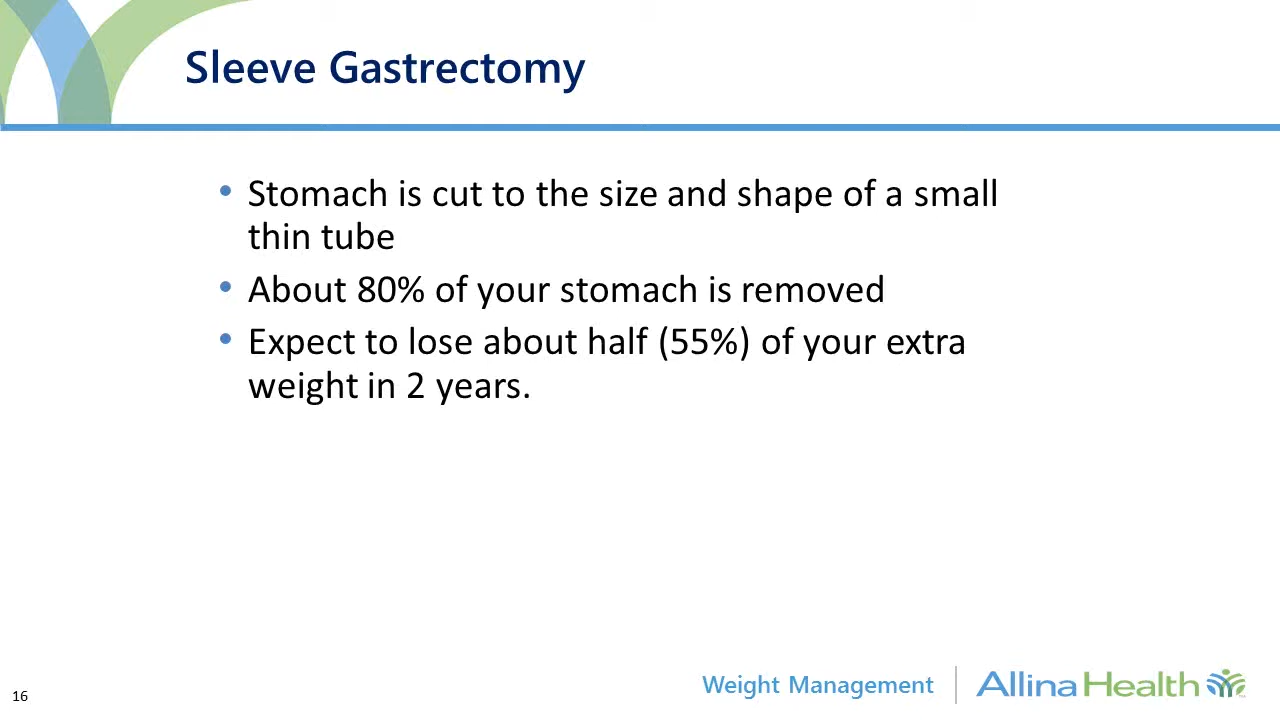 Sleeve Gastrectomy
• Stomach is cut to the size and shape of a small
thin tube
• About 80% of your stomach is removed
• Expect to lose about half (55%) of your extra
weight in 2 years.
16
Weight Management
Allina Health